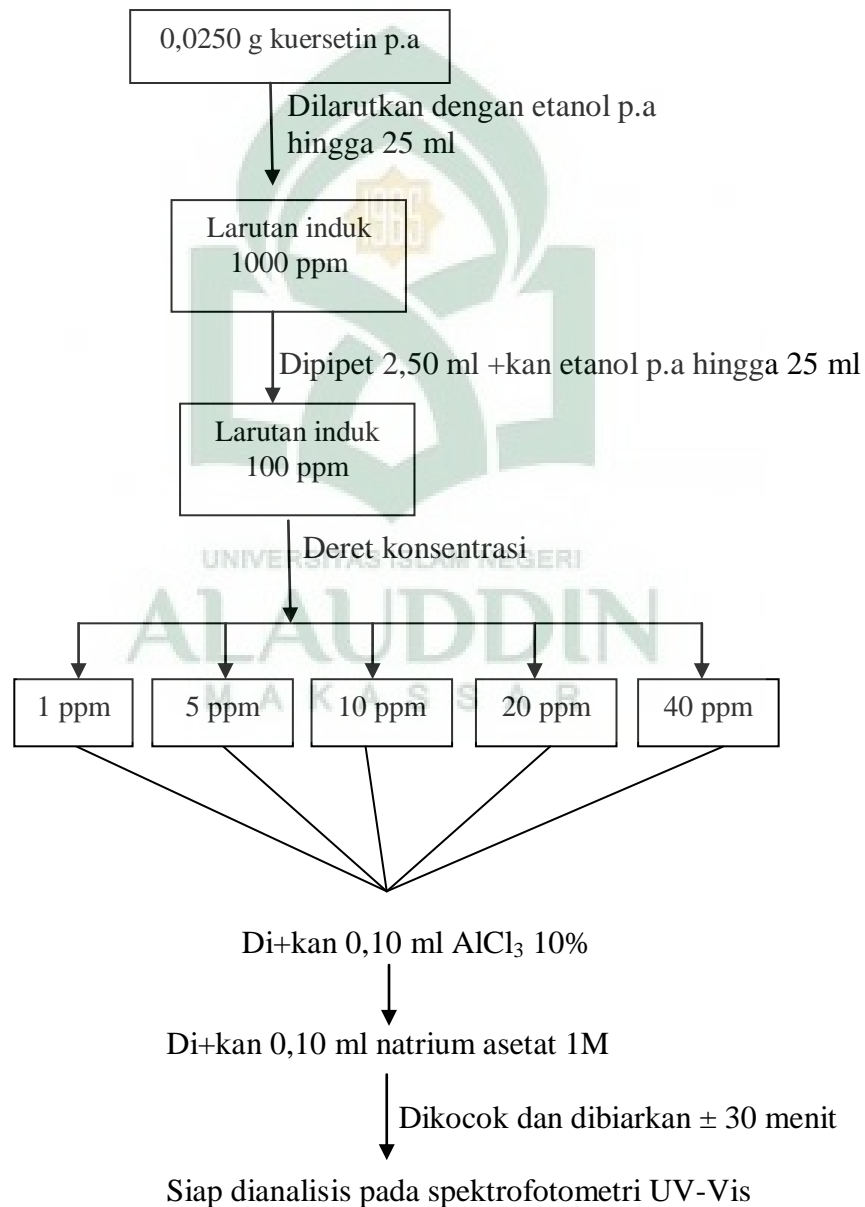 0,0250 g kuersetin p.a
Dilarutkan dengan etanol p.a
hingga 25 ml
1965
Larutan induk
1000 ppm
Dipipet 2,50 ml +kan etanol p.a hingga 25 ml
Larutan induk
100 ppm
Deret konsentrasi
UNIVERSITAS ISLAM NEGERI
ALAUDDIN
MAKASSAR
1 ppm
5 ppm
10 ppm
20 ppm
40 ppm
Di+kan 0,10 ml AlCl₃ 10%
Di+kan 0,10 ml natrium asetat 1M
Dikocok dan dibiarkan ± 30 menit
Siap dianalisis pada spektrofotometri UV-Vis